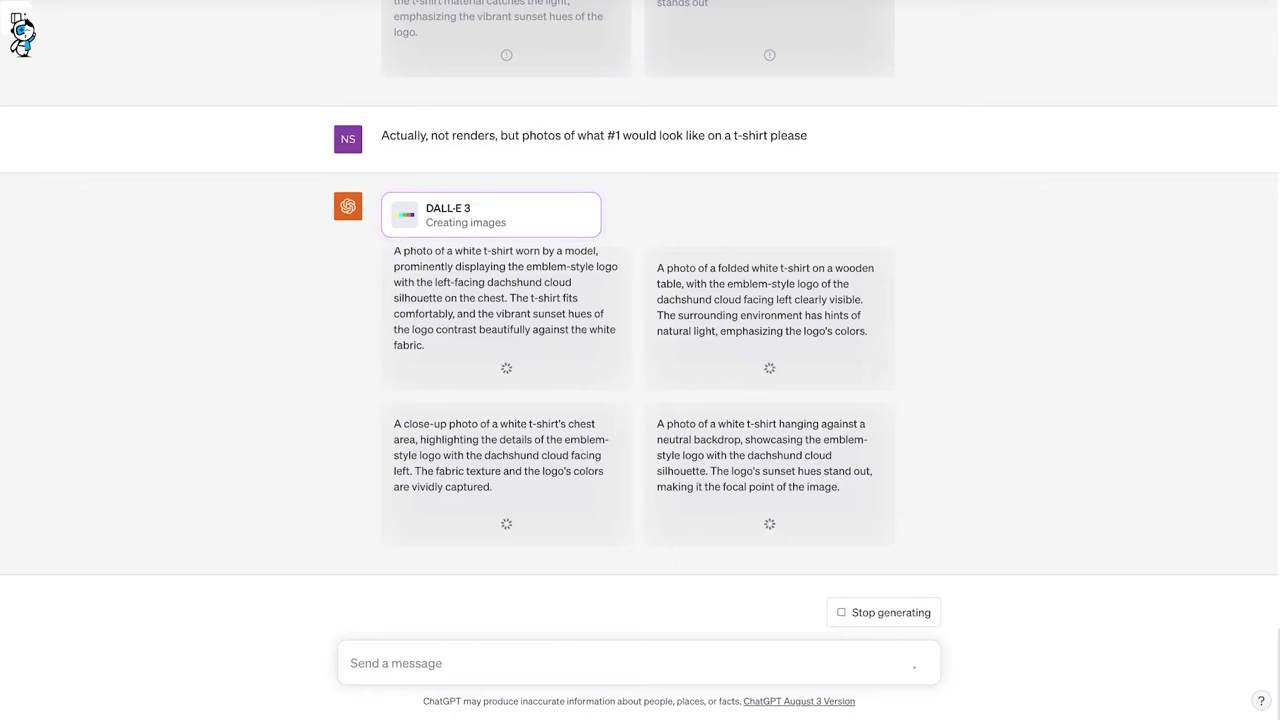 the t-shirt material catches the light,
emphasizing the vibrant sunset hues of the
logo.
stands out
NS
Actually, not renders, but photos of what #1 would look like on a t-shirt please
DALL·E 3
Creating images
A photo of a white t-shirt worn by a model,
prominently displaying the emblem-style logo
with the left-facing dachshund cloud
silhouette on the chest. The t-shirt fits
comfortably, and the vibrant sunset hues of
the logo contrast beautifully against the white
fabric.
A photo of a folded white t-shirt on a wooden
table, with the emblem-style logo of the
dachshund cloud facing left clearly visible.
The surrounding environment has hints of
natural light, emphasizing the logo's colors.
A close-up photo of a white t-shirt's chest
area, highlighting the details of the emblem-
style logo with the dachshund cloud facing
left. The fabric texture and the logo's colors
are vividly captured.
A photo of a white t-shirt hanging against a
neutral backdrop, showcasing the emblem-
style logo with the dachshund cloud
silhouette. The logo's sunset hues stand out,
making it the focal point of the image.
Stop generating
Send a message
ChatGPT may produce inaccurate information about people, places, or facts. ChatGPT August 3 Version
?